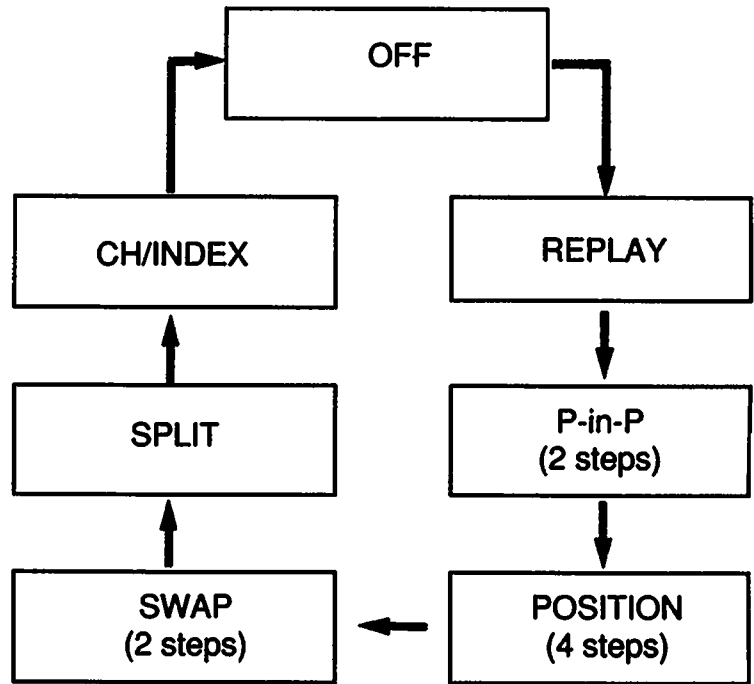 OFF
REPLAY
P-in-P
(2 steps)
POSITION
(4 steps)
SWAP
(2 steps)
SPLIT
CH/INDEX